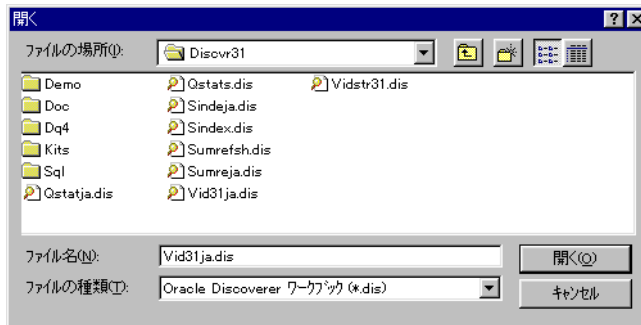 開く
ファイルの場所(I):
Discvr31
Demo
Doc
Dq4
Kits
Sql
Qstatja.dis
Qstats.dis
Sindeja.dis
Sindex.dis
Sumrefsh.dis
Sumreja.dis
Vid31ja.dis
Vidstr31.dis
ファイル名(N):
Vid31ja.dis
開く(O)
ファイルの種類(T):
Oracle Discoverer ワークブック (*.dis)
キャンセル